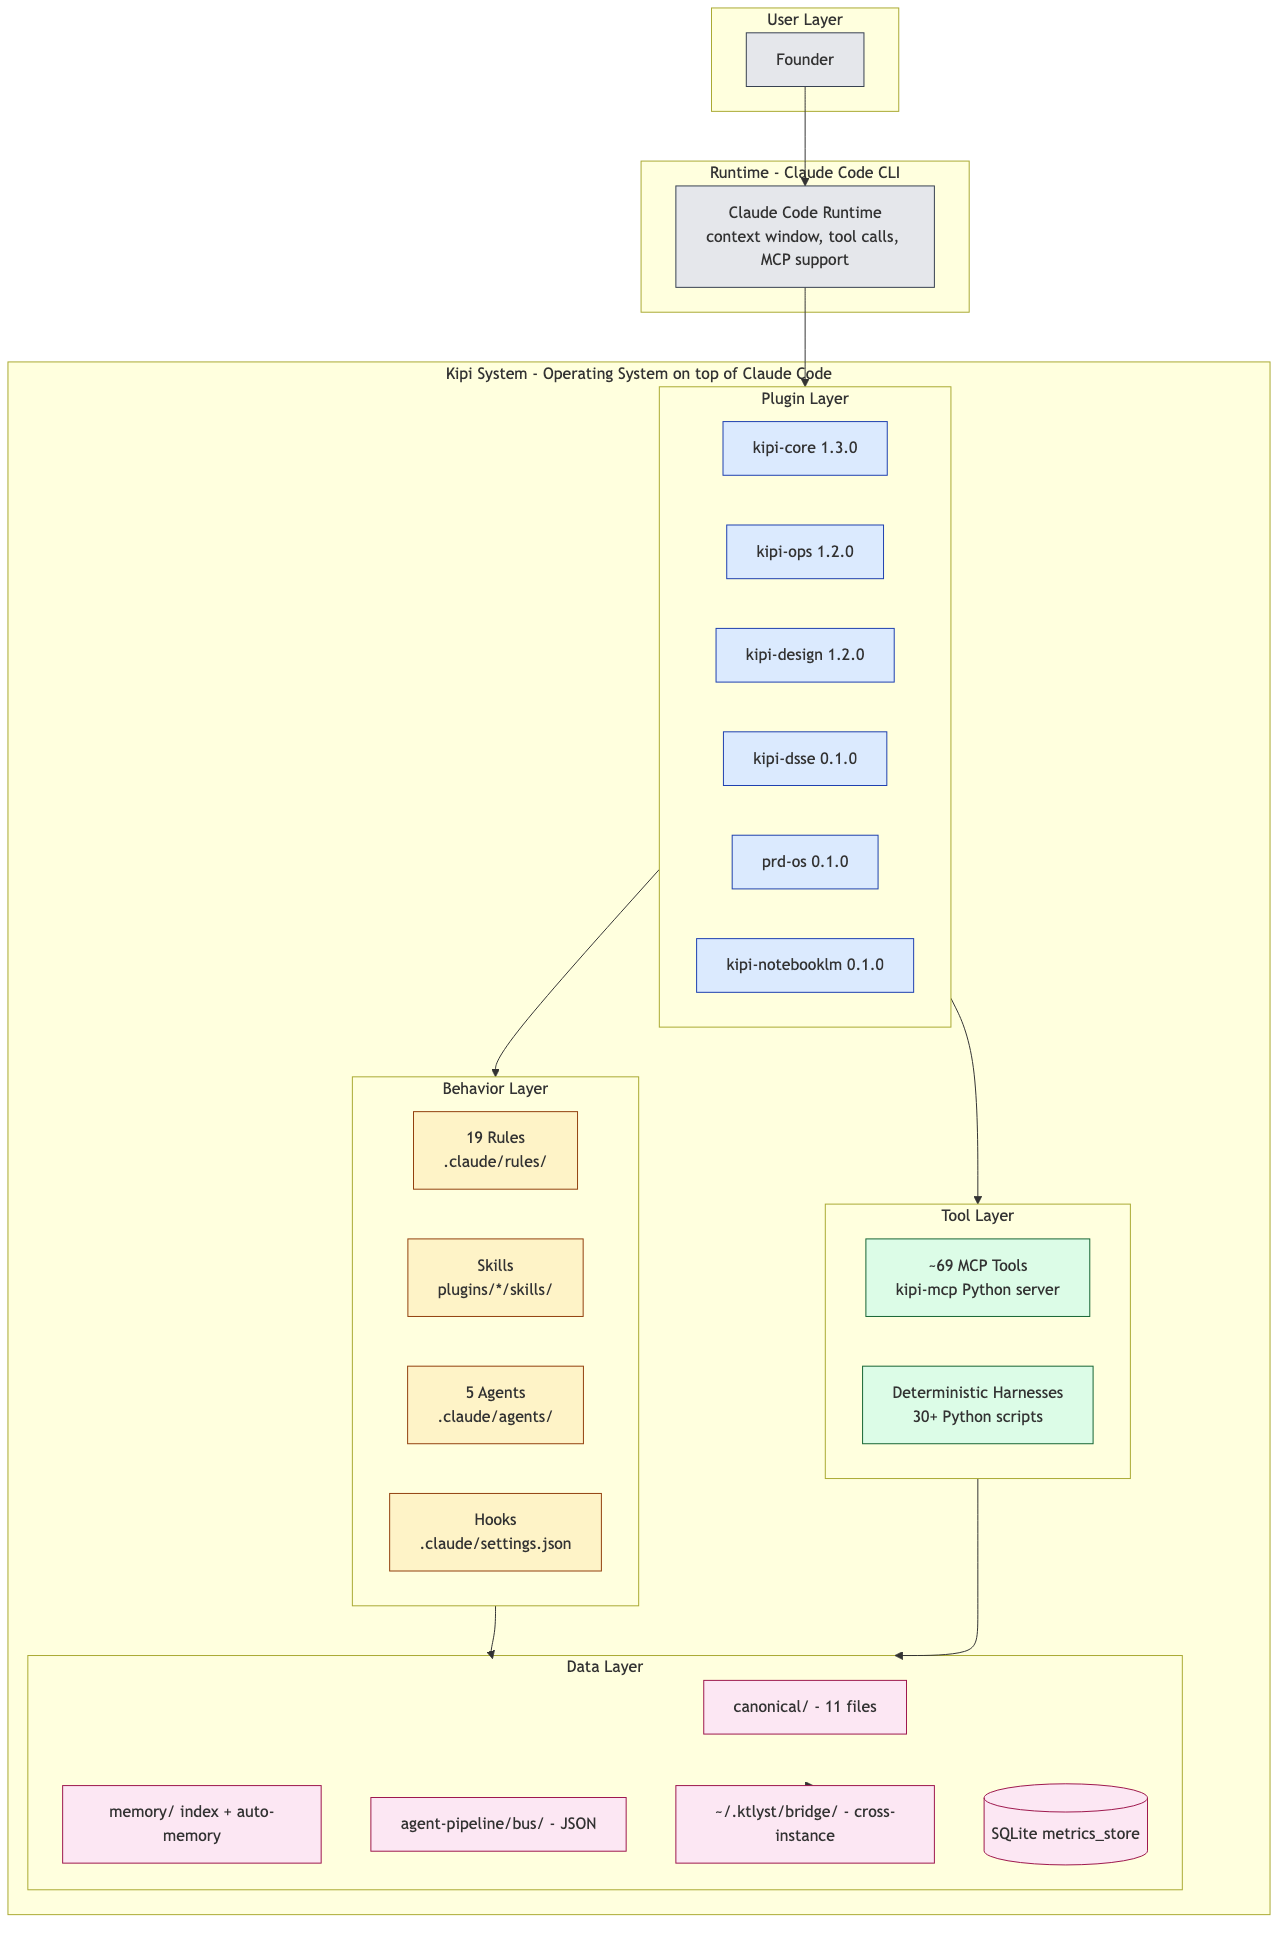 User Layer
Founder
Runtime - Claude Code CLI
Claude Code Runtime
context window, tool calls,
MCP support
Kipi System - Operating System on top of Claude Code
Plugin Layer
kipi-core 1.3.0
kipi-ops 1.2.0
kipi-design 1.2.0
kipi-dsse 0.1.0
prd-os 0.1.0
kipi-notebooklm 0.1.0
Behavior Layer
19 Rules
.claude/rules/
Skills
plugins/*/skills/
5 Agents
.claude/agents/
Hooks
.claude/settings.json
Tool Layer
~69 MCP Tools
kipi-mcp Python server
Deterministic Harnesses
30+ Python scripts
Data Layer
canonical/ - 11 files
memory/ index + auto-
memory
agent-pipeline/bus/ - JSON
~/.ktlyst/bridge/ - cross-
instance
SQLite metrics_store